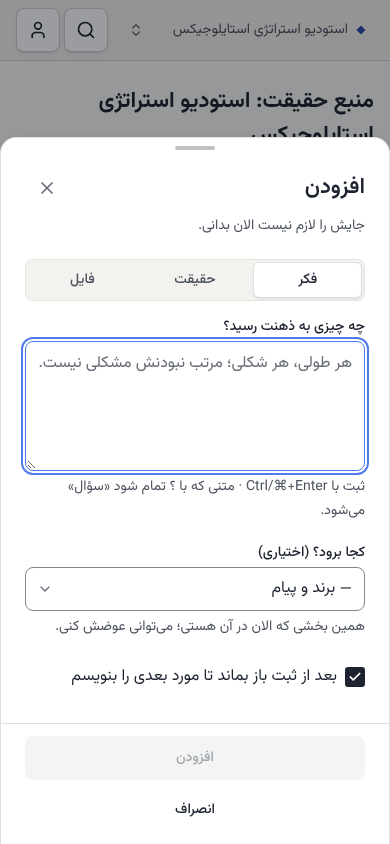 استودیو استراتژی استایلوجیکس
منبع حقیقت: استودیو استراتژی
استایلوجیکس
افزودن
جایش را لازم نیست الان بدانی.
فکر
حقیقت
فایل
چه چیزی به ذهنت رسید؟
هر طولی، هر شکلی؛ مرتب نبودنش مشکلی نیست.
ثبت با Ctrl/⌘+Enter · متنی که با ؟ تمام شود «سؤال»
می‌شود.
کجا برود؟ (اختیاری)
— برند و پیام
همین بخشی که الان در آن هستی؛ می‌توانی عوضش کنی.
بعد از ثبت باز بماند تا مورد بعدی را بنویسم
افزودن
انصراف